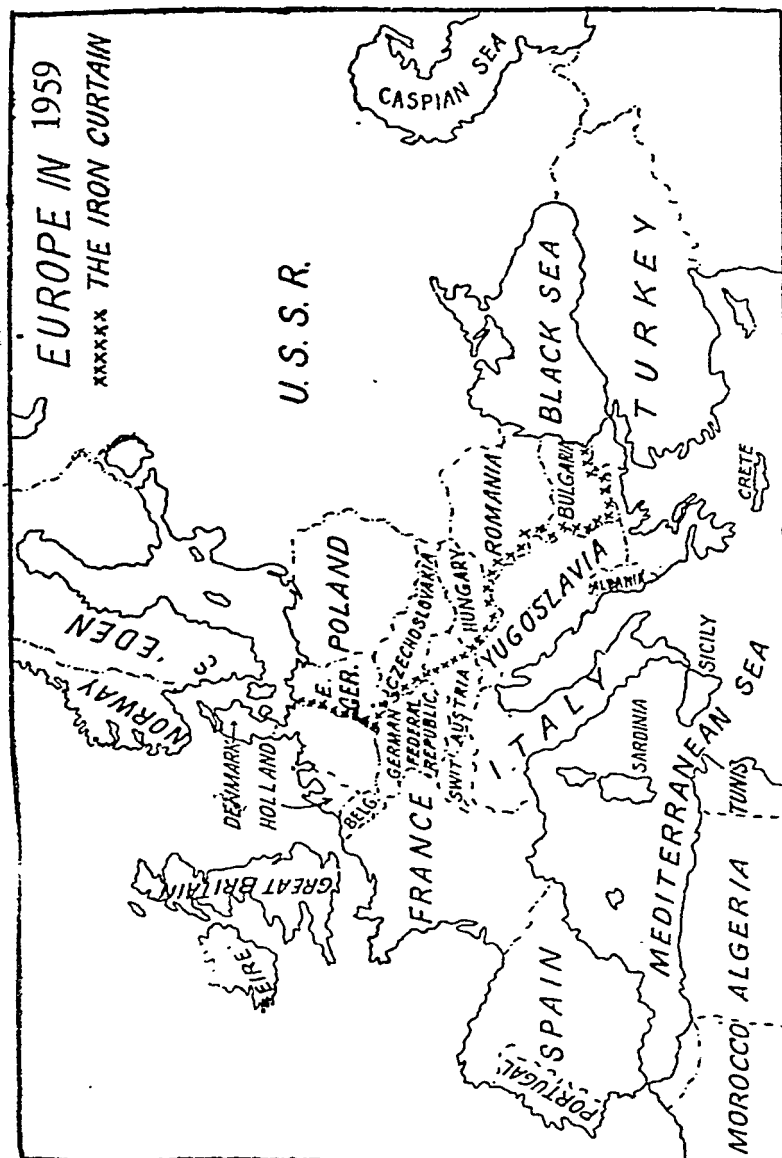 EUROPE IN 1959
xxxxxx THE IRON CURTAIN
CASPIAN SEA
U. S. S. R.
BLACK SEA
TURKEY
NORWAY
DENMARK
HOLLAND
BELG.
E.
GER.
POLAND
GERMAN
FEDERAL
REPUBLIC
CZECHOSLOVAKIA
HUNGARY
ROMANIA
BULGARIA
AUSTRIA
SWIT
YUGOSLAVIA
ALBANIA
ITALY
GREAT BRITAIN
EIRE
FRANCE
SPAIN
PORTUGAL
SARDINIA
SICILY
CRETE
MEDITERRANEAN SEA
MOROCCO
ALGERIA
TUNIS